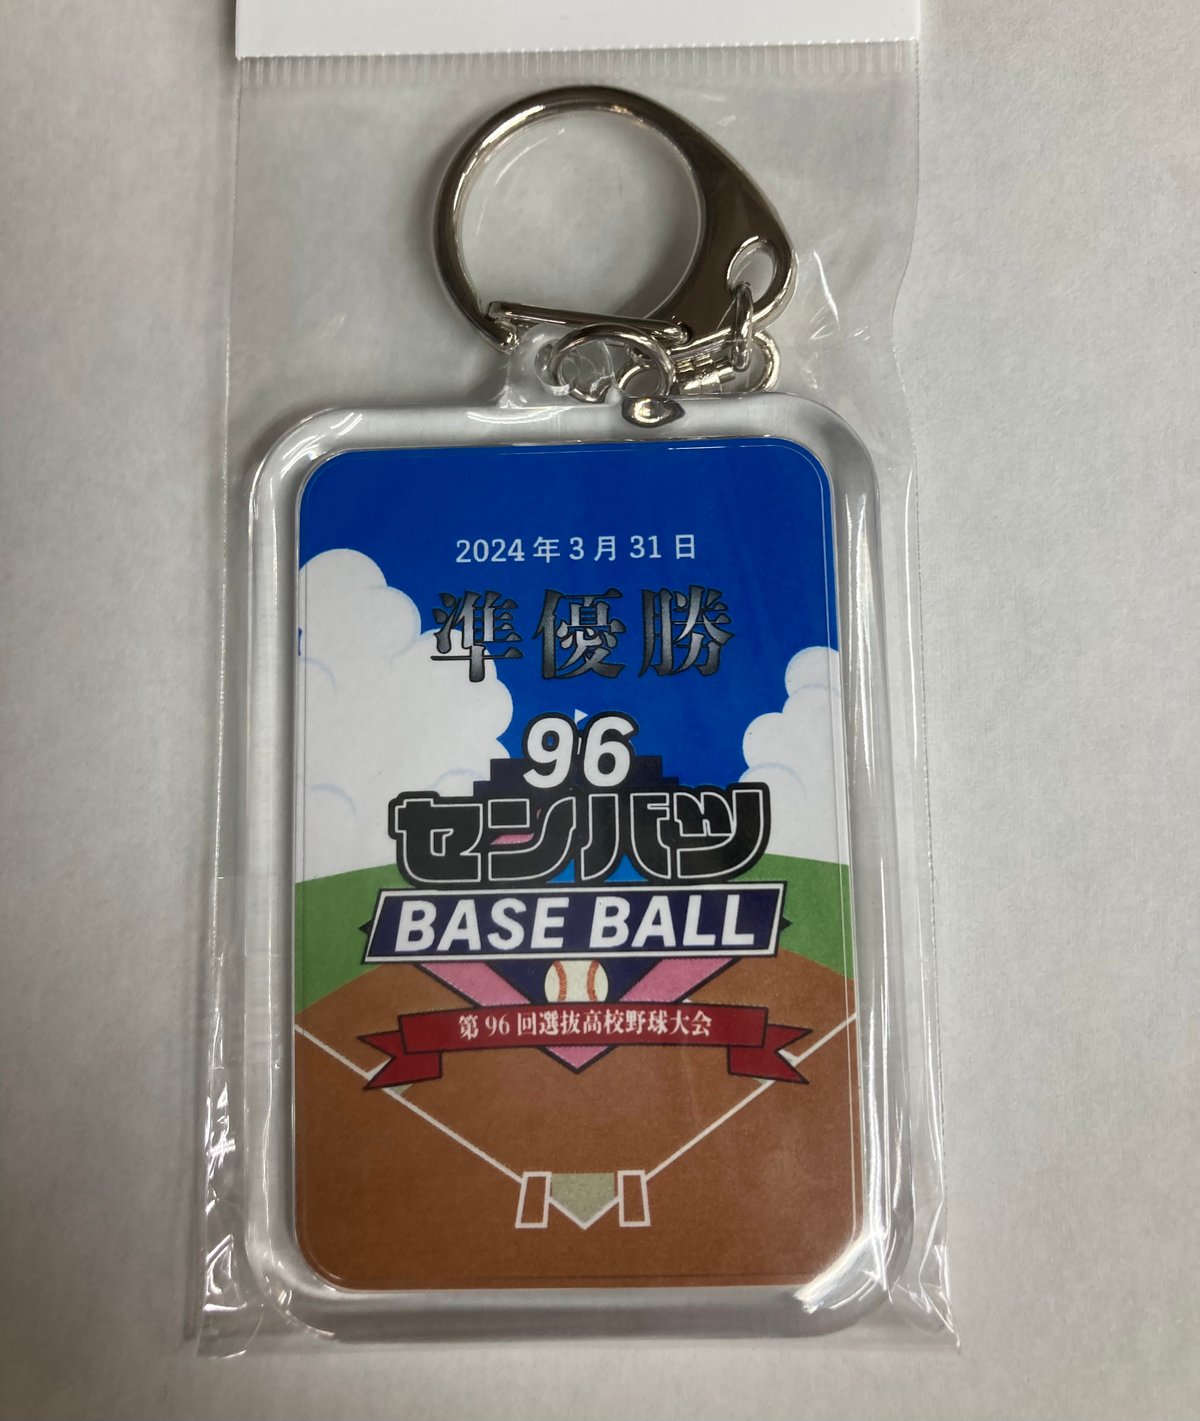 2024年3月31日
準優勝
96
センバツ
BASE BALL
第96回選抜高校野球大会